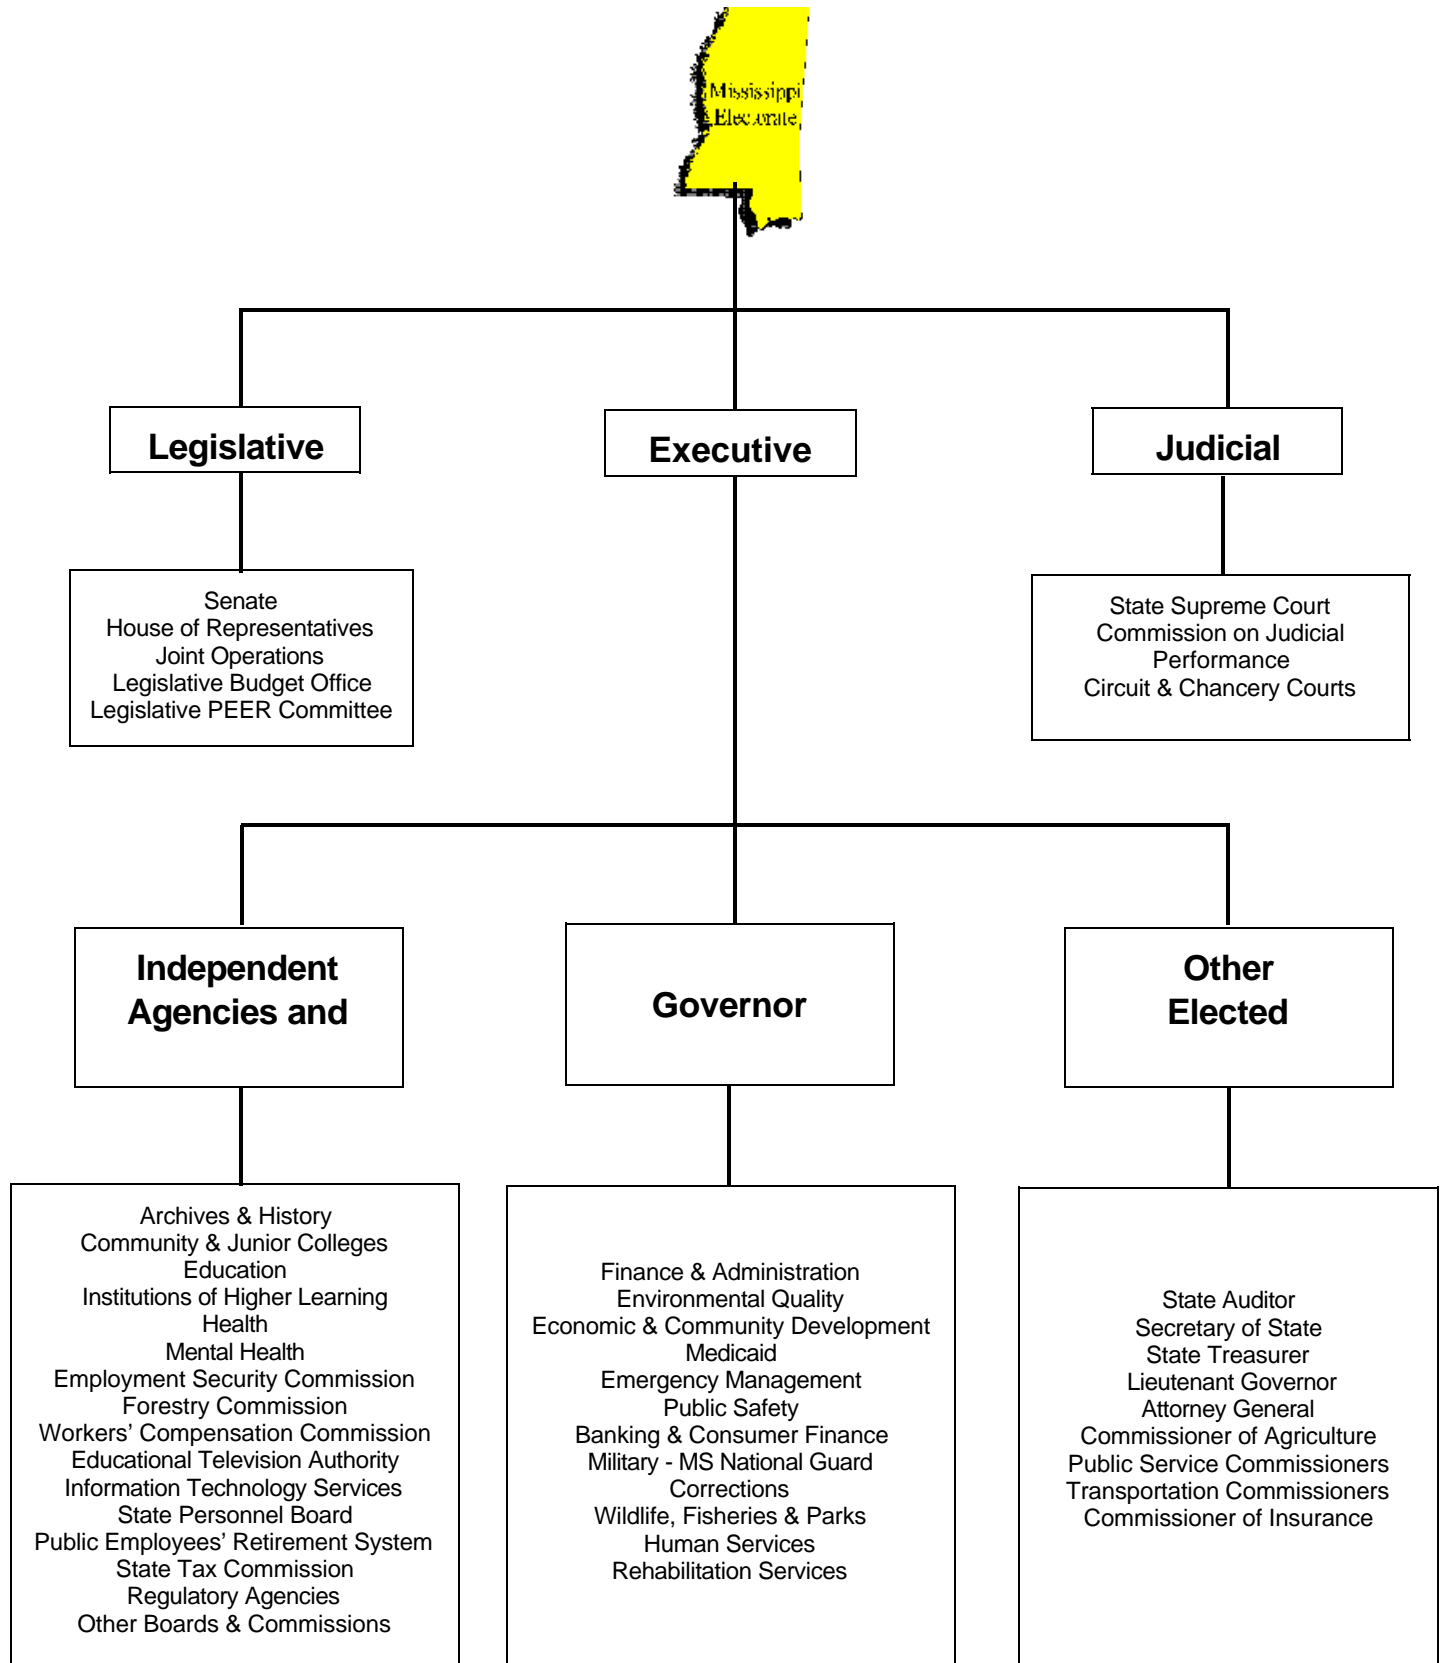 Mississippi
Electorate
Legislative
Executive
Judicial
Senate
House of Representatives
Joint Operations
Legislative Budget Office
Legislative PEER Committee
State Supreme Court
Commission on Judicial
Performance
Circuit & Chancery Courts
Independent
Agencies and
Governor
Other
Elected
Archives & History
Community & Junior Colleges
Education
Institutions of Higher Learning
Health
Mental Health
Employment Security Commission
Forestry Commission
Workers’ Compensation Commission
Educational Television Authority
Information Technology Services
State Personnel Board
Public Employees’ Retirement System
State Tax Commission
Regulatory Agencies
Other Boards & Commissions
Finance & Administration
Environmental Quality
Economic & Community Development
Medicaid
Emergency Management
Public Safety
Banking & Consumer Finance
Military - MS National Guard
Corrections
Wildlife, Fisheries & Parks
Human Services
Rehabilitation Services
State Auditor
Secretary of State
State Treasurer
Lieutenant Governor
Attorney General
Commissioner of Agriculture
Public Service Commissioners
Transportation Commissioners
Commissioner of Insurance